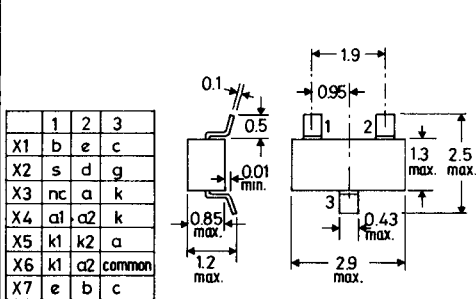 1 2 3
X1 b e c
X2 s d g
X3 nc a k
X4 a1 a2 k
X5 k1 k2 a
X6 k1 a2 common
X7 e b c
0.1
0.5
0.01
min.
0.85
max.
1.2
max.
1.9
0.95
1 2
3
1.3
max.
2.5
max.
0.43
max.
2.9
max.